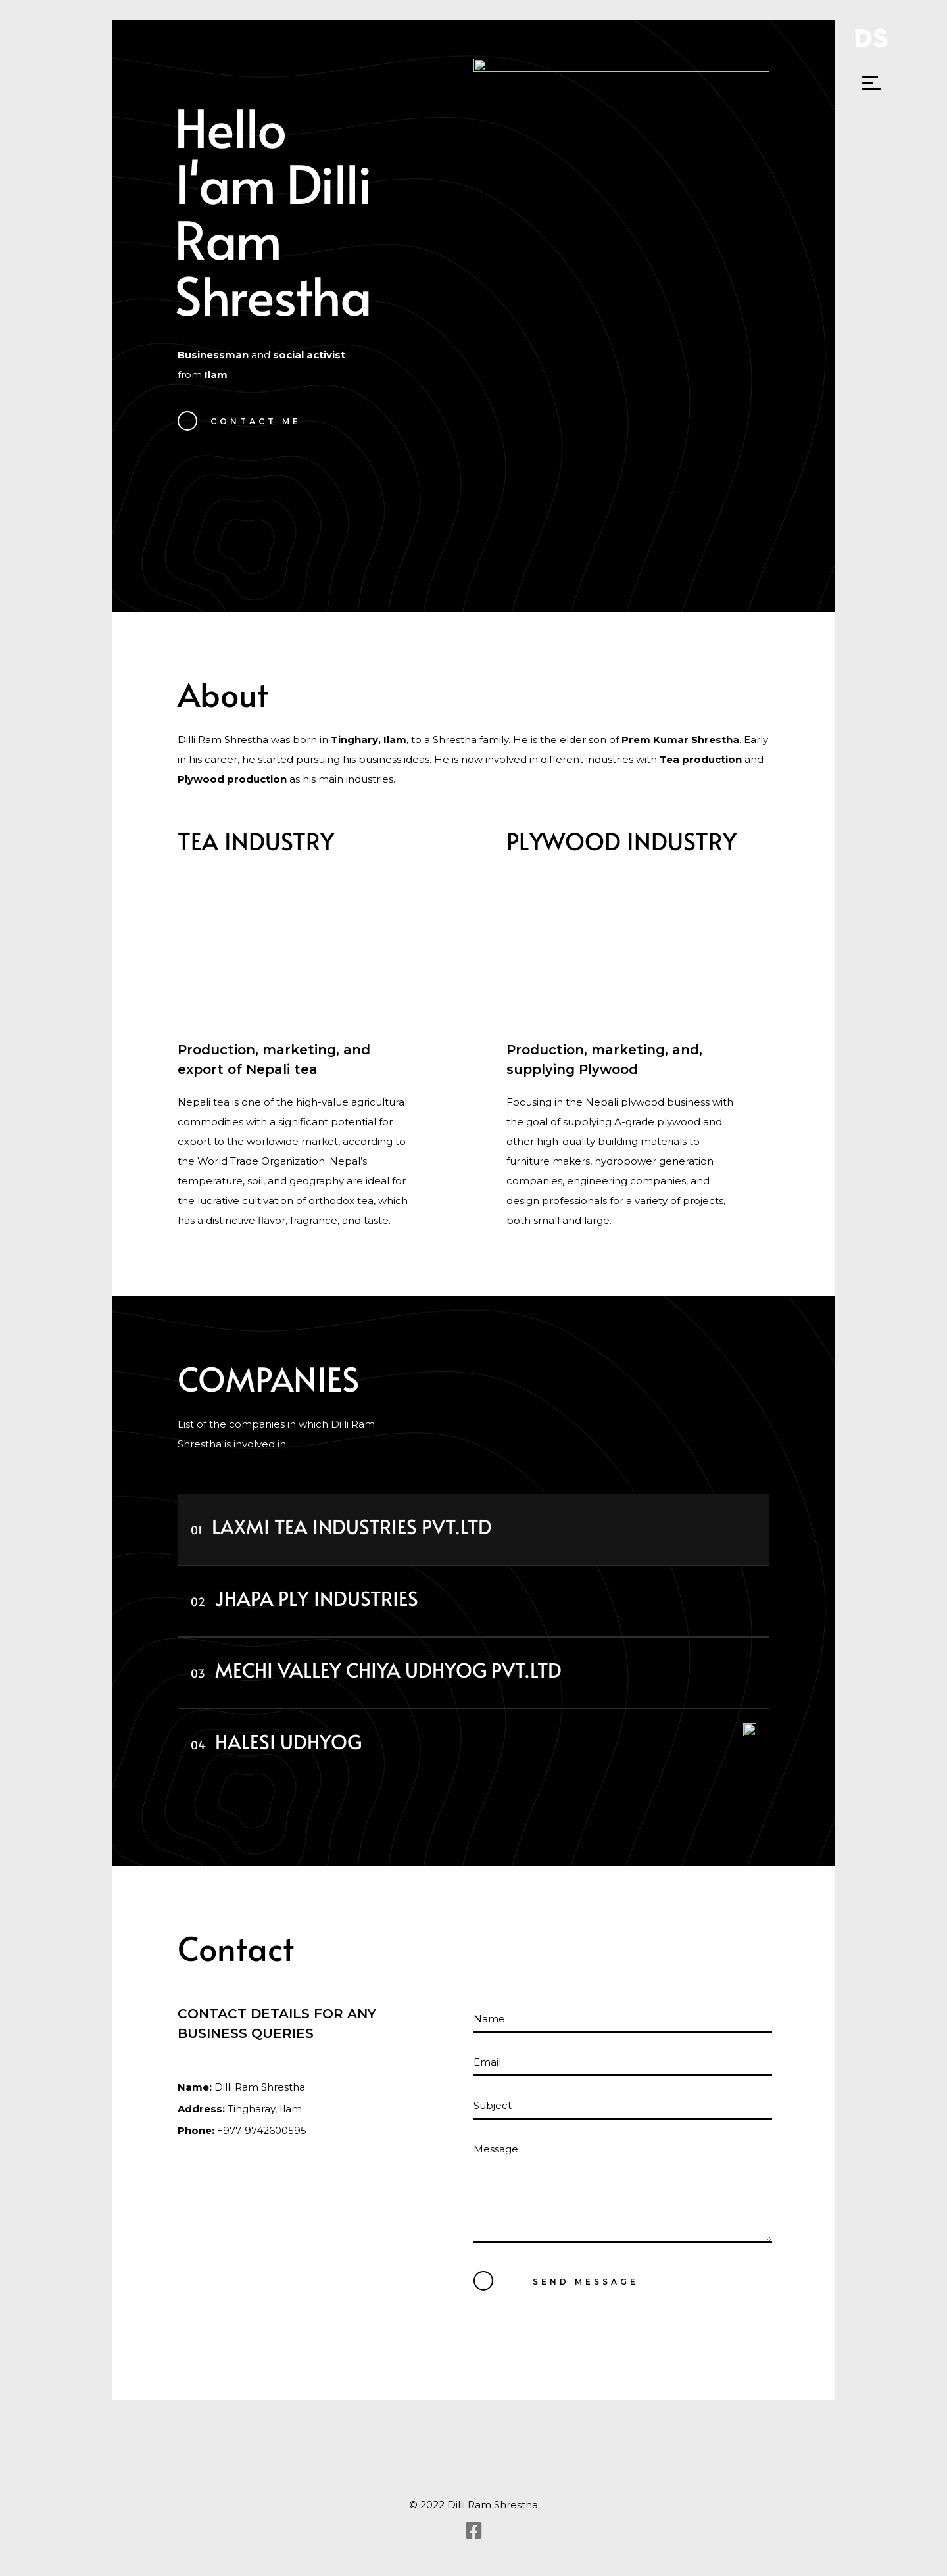 DS
Hello
I'am Dilli
Ram
Shrestha
Businessman and social activist
from Ilam
CONTACT ME
About
Dilli Ram Shrestha was born in Tinghary, Ilam, to a Shrestha family. He is the elder son of Prem Kumar Shrestha. Early
in his career, he started pursuing his business ideas. He is now involved in different industries with Tea production and
Plywood production as his main industries.
TEA INDUSTRY
Production, marketing, and
export of Nepali tea
Nepali tea is one of the high-value agricultural
commodities with a significant potential for
export to the worldwide market, according to
the World Trade Organization. Nepal's
temperature, soil, and geography are ideal for
the lucrative cultivation of orthodox tea, which
has a distinctive flavor, fragrance, and taste.
PLYWOOD INDUSTRY
Production, marketing, and,
supplying Plywood
Focusing in the Nepali plywood business with
the goal of supplying A-grade plywood and
other high-quality building materials to
furniture makers, hydropower generation
companies, engineering companies, and
design professionals for a variety of projects,
both small and large.
COMPANIES
List of the companies in which Dilli Ram
Shrestha is involved in
01 LAXMI TEA INDUSTRIES PVT.LTD
02 JHAPA PLY INDUSTRIES
03 MECHI VALLEY CHIYA UDHYOG PVT.LTD
04 HALESI UDHYOG
Contact
CONTACT DETAILS FOR ANY
BUSINESS QUERIES
Name: Dilli Ram Shrestha
Address: Tingharay, Ilam
Phone: +977-9742600595
Name
Email
Subject
Message
SEND MESSAGE
© 2022 Dilli Ram Shrestha